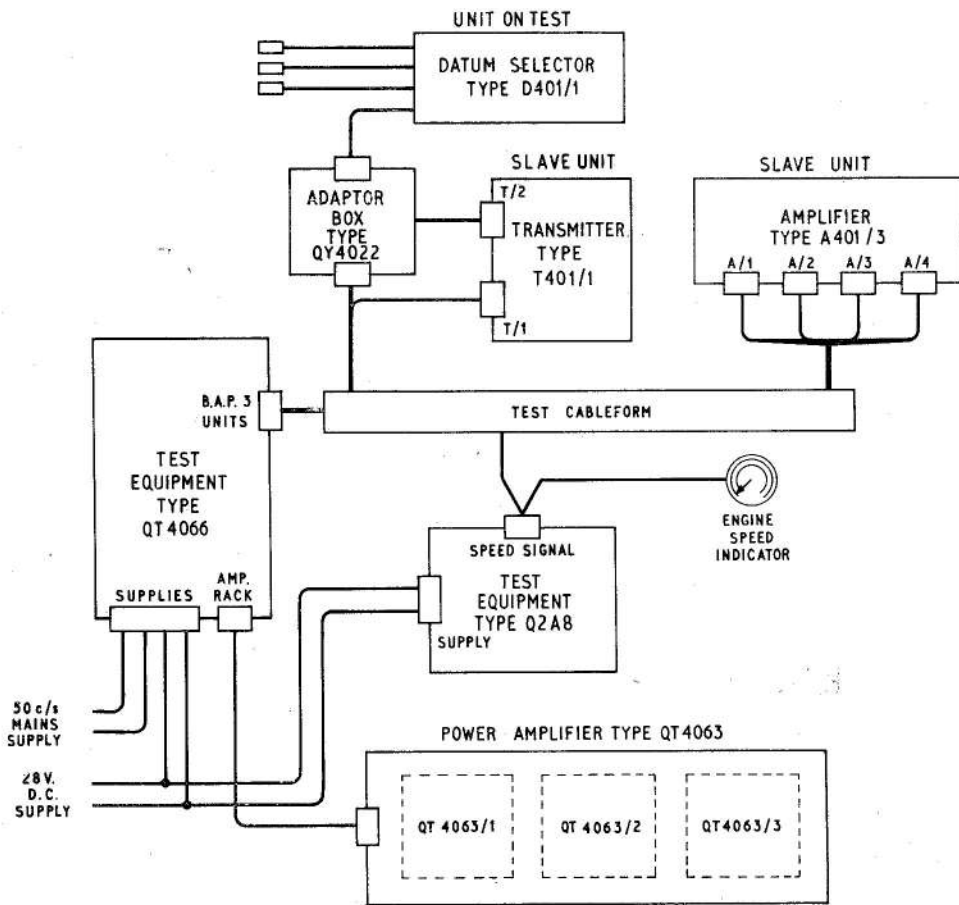 UNIT ON TEST
DATUM SELECTOR
TYPE D401/1
SLAVE UNIT
T/2
TRANSMITTER
TYPE
T401/1
T/1
ADAPTOR
BOX
TYPE
QY4022
SLAVE UNIT
AMPLIFIER
TYPE A401/3
A/1
A/2
A/3
A/4
B.A.P. 3
UNITS
TEST CABLEFORM
TEST
EQUIPMENT
TYPE
QT4066
ENGINE
SPEED
INDICATOR
SPEED SIGNAL
TEST
EQUIPMENT
TYPE Q2A8
SUPPLY
SUPPLIES
AMP.
RACK
50 c/s
MAINS
SUPPLY
28V.
D.C.
SUPPLY
POWER AMPLIFIER TYPE QT4063
QT 4063/1
QT 4063/2
QT4063/3